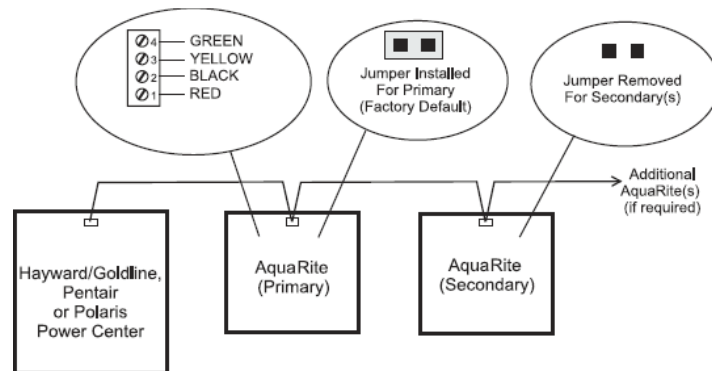 4 GREEN
3 YELLOW
2 BLACK
1 RED
Jumper Installed
For Primary
(Factory Default)
Jumper Removed
For Secondary(s)
Additional
AquaRite(s)
(if required)
Hayward/Goldline,
Pentair
or Polaris
Power Center
AquaRite
(Primary)
AquaRite
(Secondary)